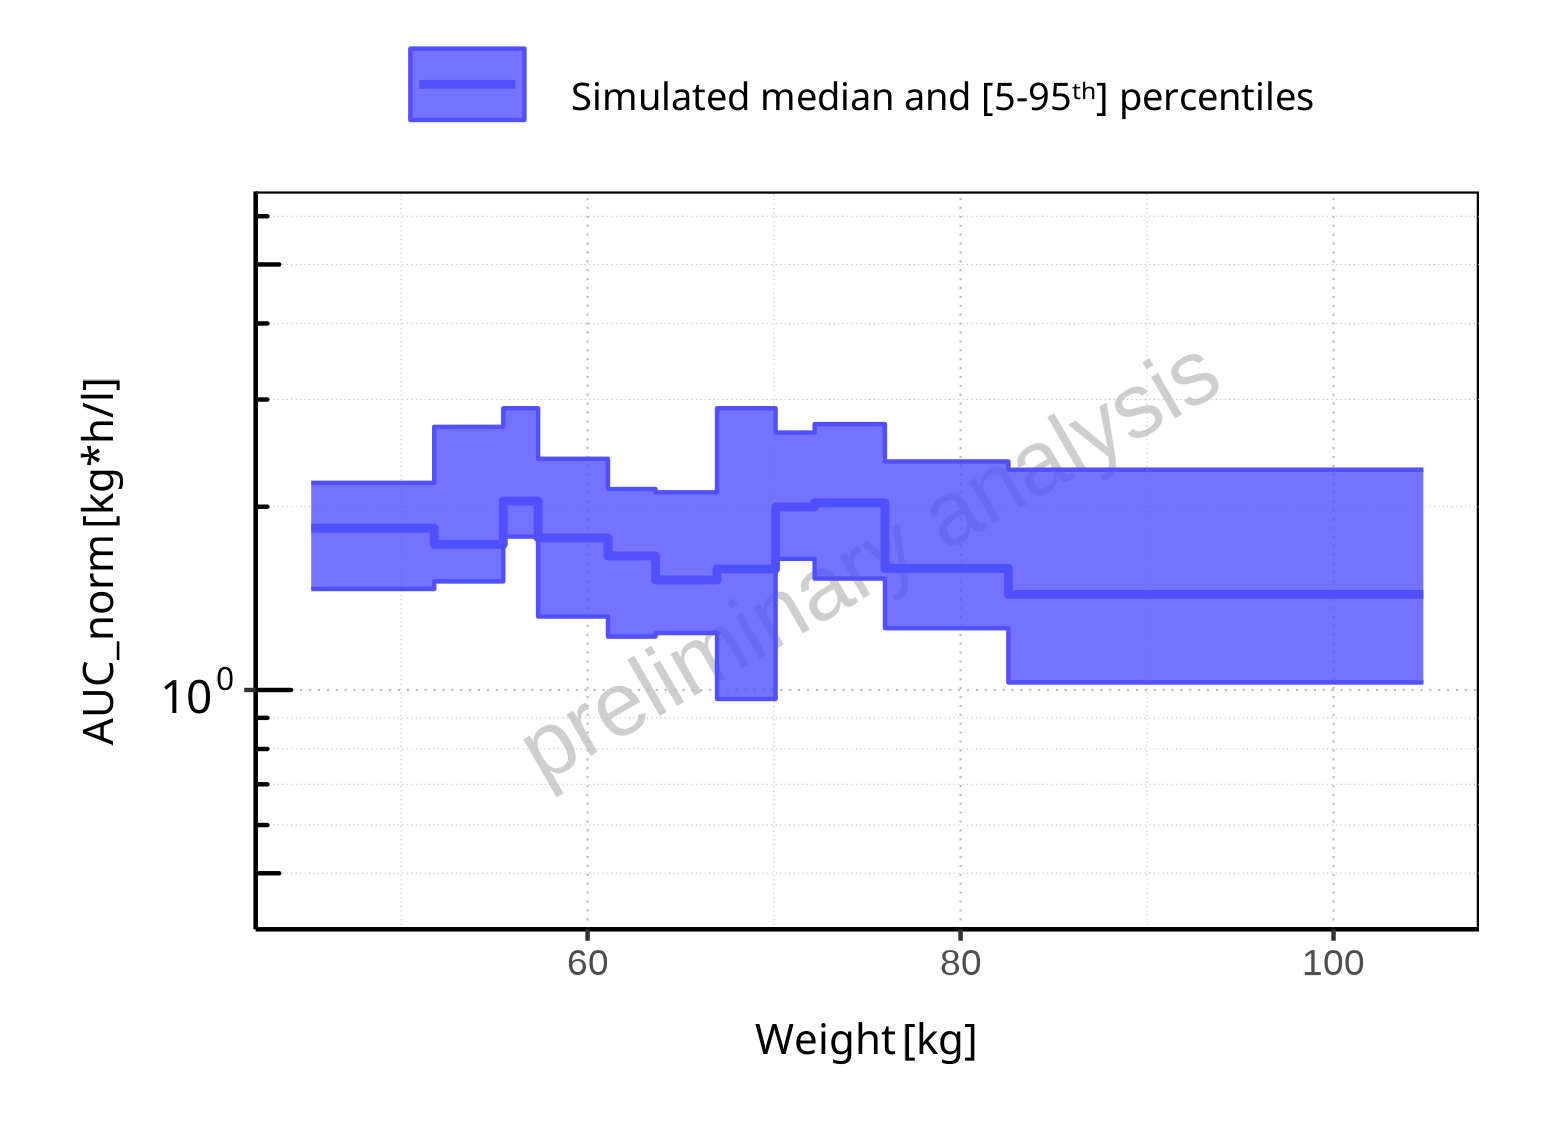 Simulated median and [5-95ᵗʰ] percentiles
AUC_norm [kg*h/l]
10⁰
preliminary analysis
60 80 100
Weight [kg]